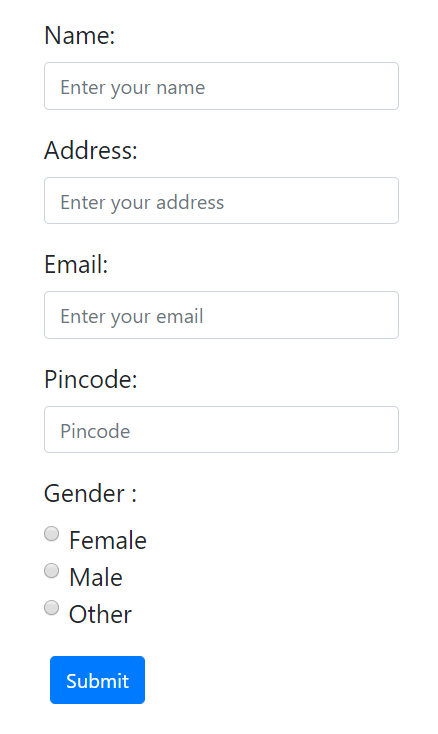 Name:
Enter your name
Address:
Enter your address
Email:
Enter your email
Pincode:
Pincode
Gender :
Female
Male
Other
Submit